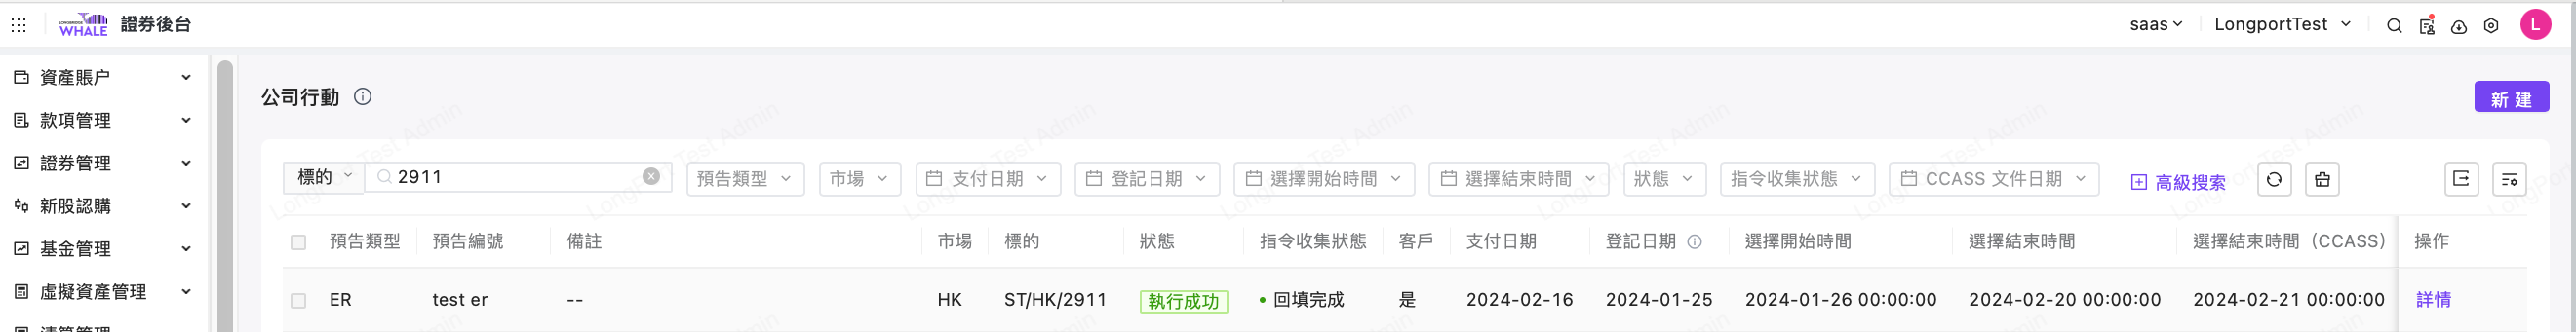 LONGBRIDGE
WHALE 證券後台 saas LongportTest L
資產賬户
款項管理
證券管理
新股認購
基金管理
虛擬資產管理
公司行動
新 建
標的 2911 預告類型 市場 支付日期 登記日期 選擇開始時間 選擇結束時間 狀態 指令收集狀態 CCASS 文件日期 高級搜索
預告類型 預告編號 備註 市場 標的 狀態 指令收集狀態 客戶 支付日期 登記日期 選擇開始時間 選擇結束時間 選擇結束時間（CCASS） 操作
ER test er -- HK ST/HK/2911 執行成功 回填完成 是 2024-02-16 2024-01-25 2024-01-26 00:00:00 2024-02-20 00:00:00 2024-02-21 00:00:00 詳情